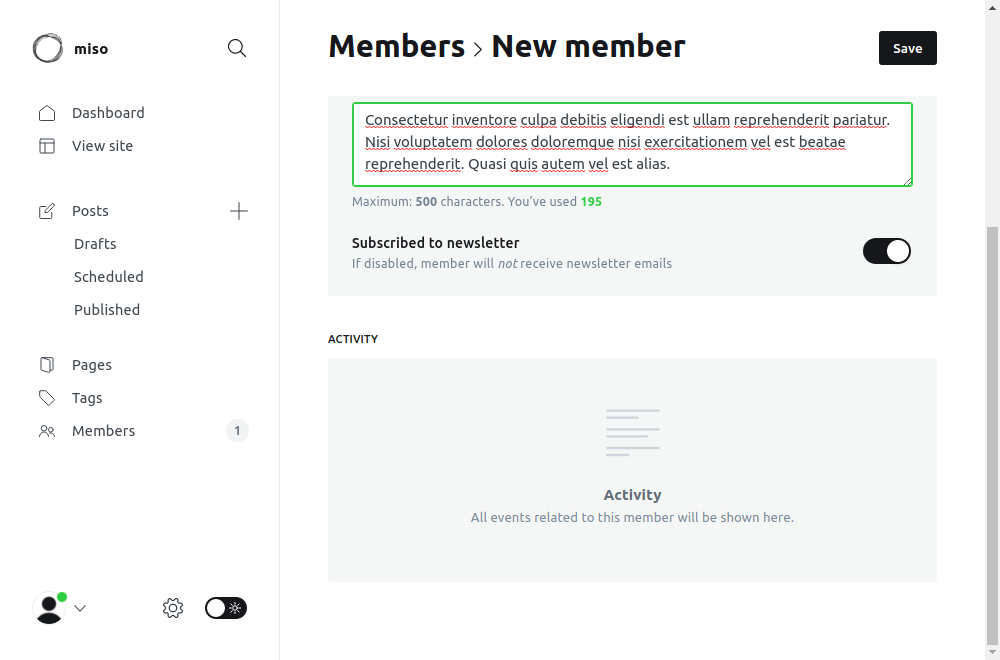 miso
Dashboard
View site
Posts
Drafts
Scheduled
Published
Pages
Tags
Members 1
Members > New member
Save
Consectetur inventore culpa debitis eligendi est ullam reprehenderit pariatur.
Nisi voluptatem dolores doloremque nisi exercitationem vel est beatae
reprehenderit. Quasi quis autem vel est alias.
Maximum: 500 characters. You've used 195
Subscribed to newsletter
If disabled, member will not receive newsletter emails
ACTIVITY
Activity
All events related to this member will be shown here.